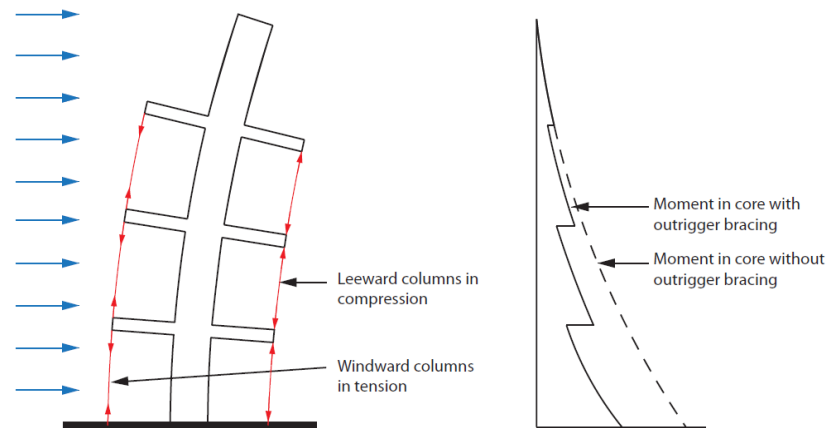 Leeward columns in
compression
Windward columns
in tension
Moment in core with
outrigger bracing
Moment in core without
outrigger bracing